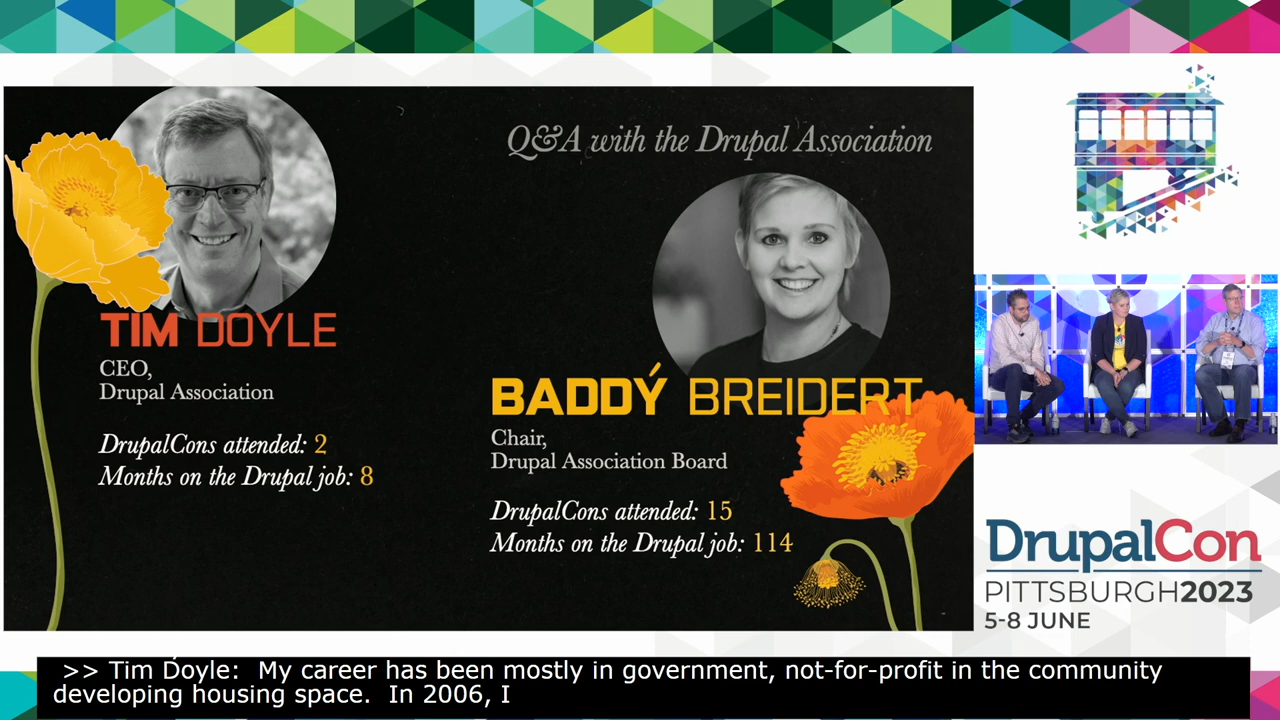 Q&A with the Drupal Association
TIM DOYLE
CEO,
Drupal Association
DrupalCons attended: 2
Months on the Drupal job: 8
BADDÝ BREIDERT
Chair,
Drupal Association Board
DrupalCons attended: 15
Months on the Drupal job: 114
DrupalCon
PITTSBURGH2023
5-8 JUNE
>> Tim Doyle:  My career has been mostly in government, not-for-profit in the community
developing housing space.  In 2006, I